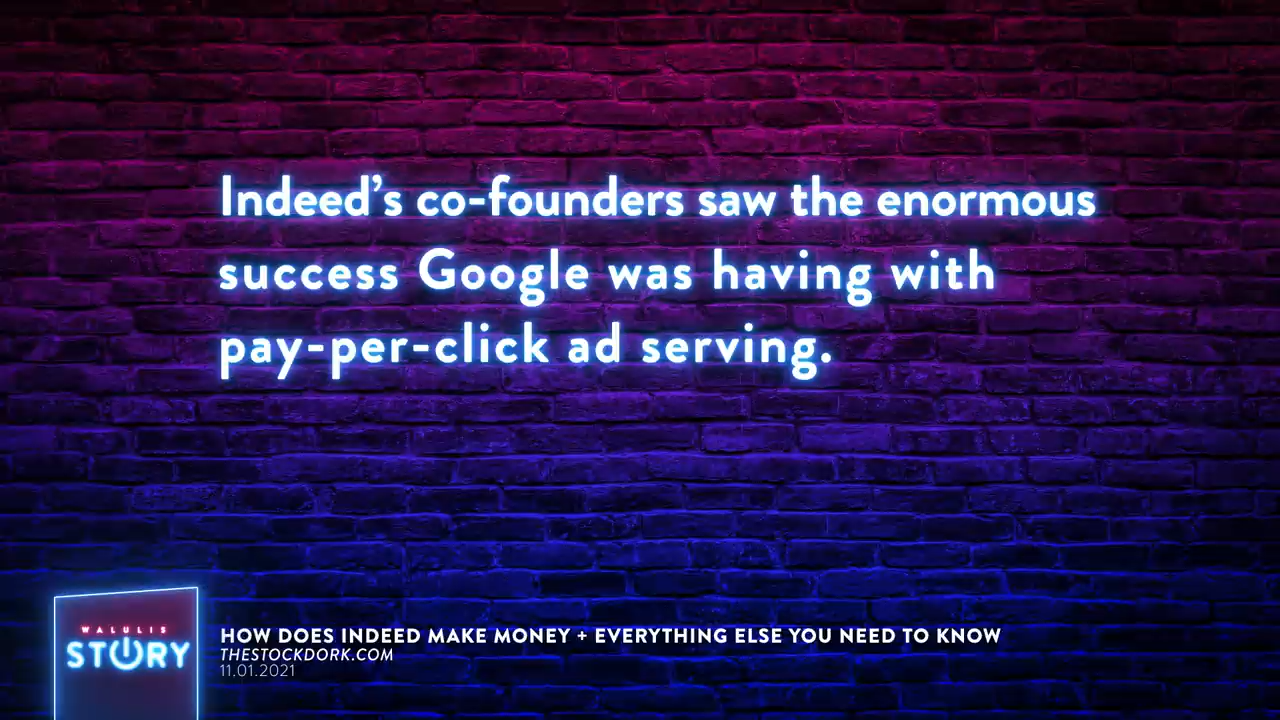 Indeed’s co-founders saw the enormous
success Google was having with
pay-per-click ad serving.
WALULIS
STORY
HOW DOES INDEED MAKE MONEY + EVERYTHING ELSE YOU NEED TO KNOW
THESTOCKDORK.COM
11.01.2021